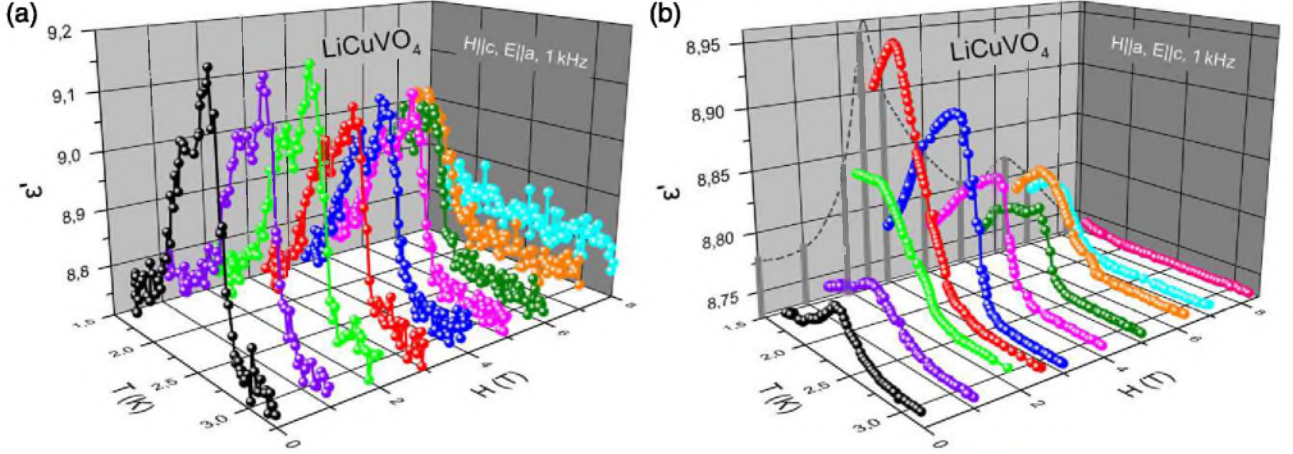 (a)
9,2
9,1
9,0
8,9
8,8
ε'
LiCuVO4
H||c, E||a, 1 kHz
1,5
2,0
2,5
3,0
T(K)
0
2
4
6
8
H (T)
(b)
8,95
8,90
8,85
8,80
8,75
ε'
LiCuVO4
H||a, E||c, 1 kHz
1,5
2,0
2,5
3,0
T(K)
0
2
4
6
8
H (T)